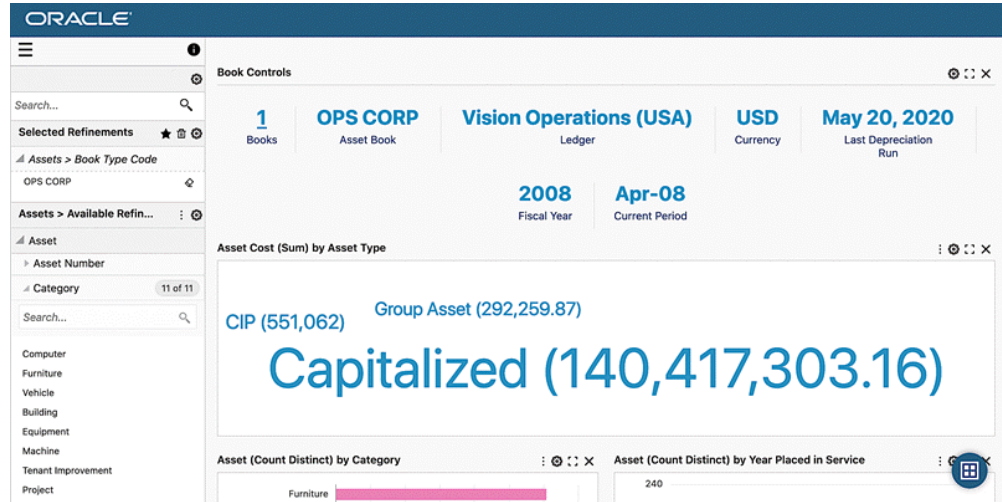 ORACLE
Search...
Selected Refinements
Assets > Book Type Code
OPS CORP
Assets > Available Refin...
Asset
Asset Number
Category 11 of 11
Search...
Computer
Furniture
Vehicle
Building
Equipment
Machine
Tenant Improvement
Project
Book Controls
1 OPS CORP Vision Operations (USA) USD May 20, 2020
Books Asset Book Ledger Currency Last Depreciation
Run
2008 Apr-08
Fiscal Year Current Period
Asset Cost (Sum) by Asset Type
Group Asset (292,259.87)
CIP (551,062)
Capitalized (140,417,303.16)
Asset (Count Distinct) by Category
Furniture
Asset (Count Distinct) by Year Placed in Service
240